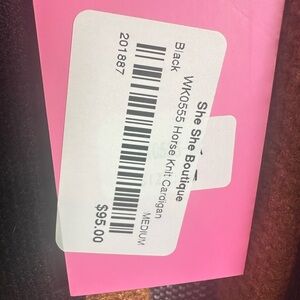 She She Boutique
WK0555 Horse Knit Cardigan
Black
MEDIUM
201887
$95.00